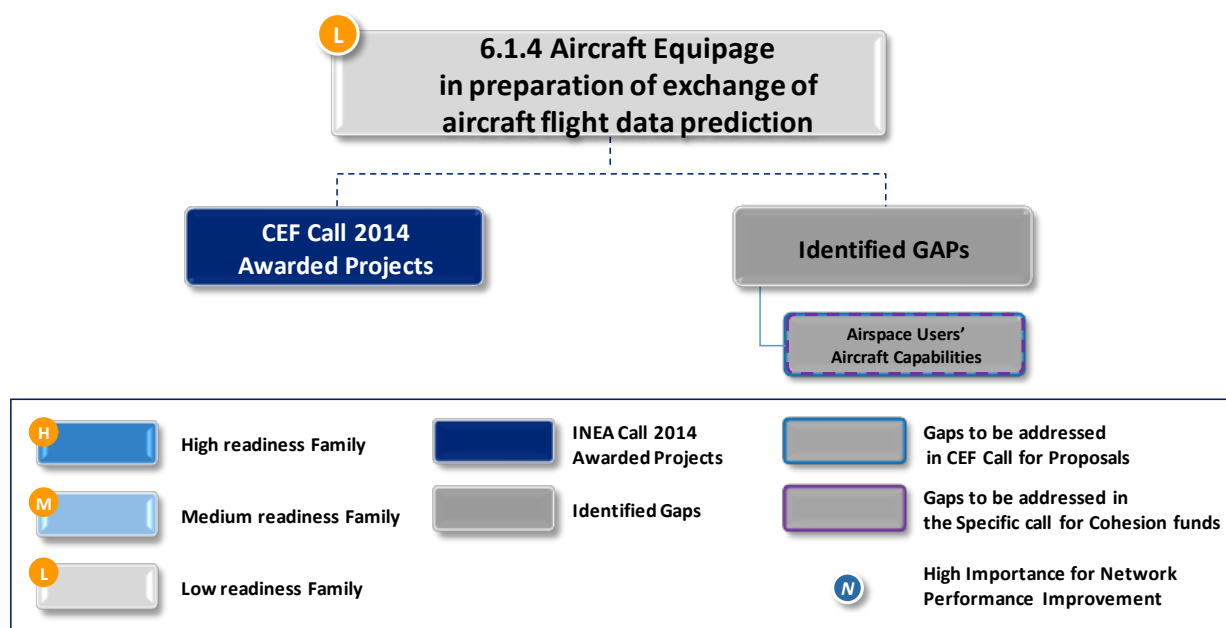 L
6.1.4 Aircraft Equipage
in preparation of exchange of
aircraft flight data prediction
CEF Call 2014
Awarded Projects
Identified GAPs
Airspace Users'
Aircraft Capabilities
H
High readiness Family
M
Medium readiness Family
L
Low readiness Family
INEA Call 2014
Awarded Projects
Identified Gaps
Gaps to be addressed
in CEF Call for Proposals
Gaps to be addressed in
the Specific call for Cohesion funds
N
High Importance for Network
Performance Improvement